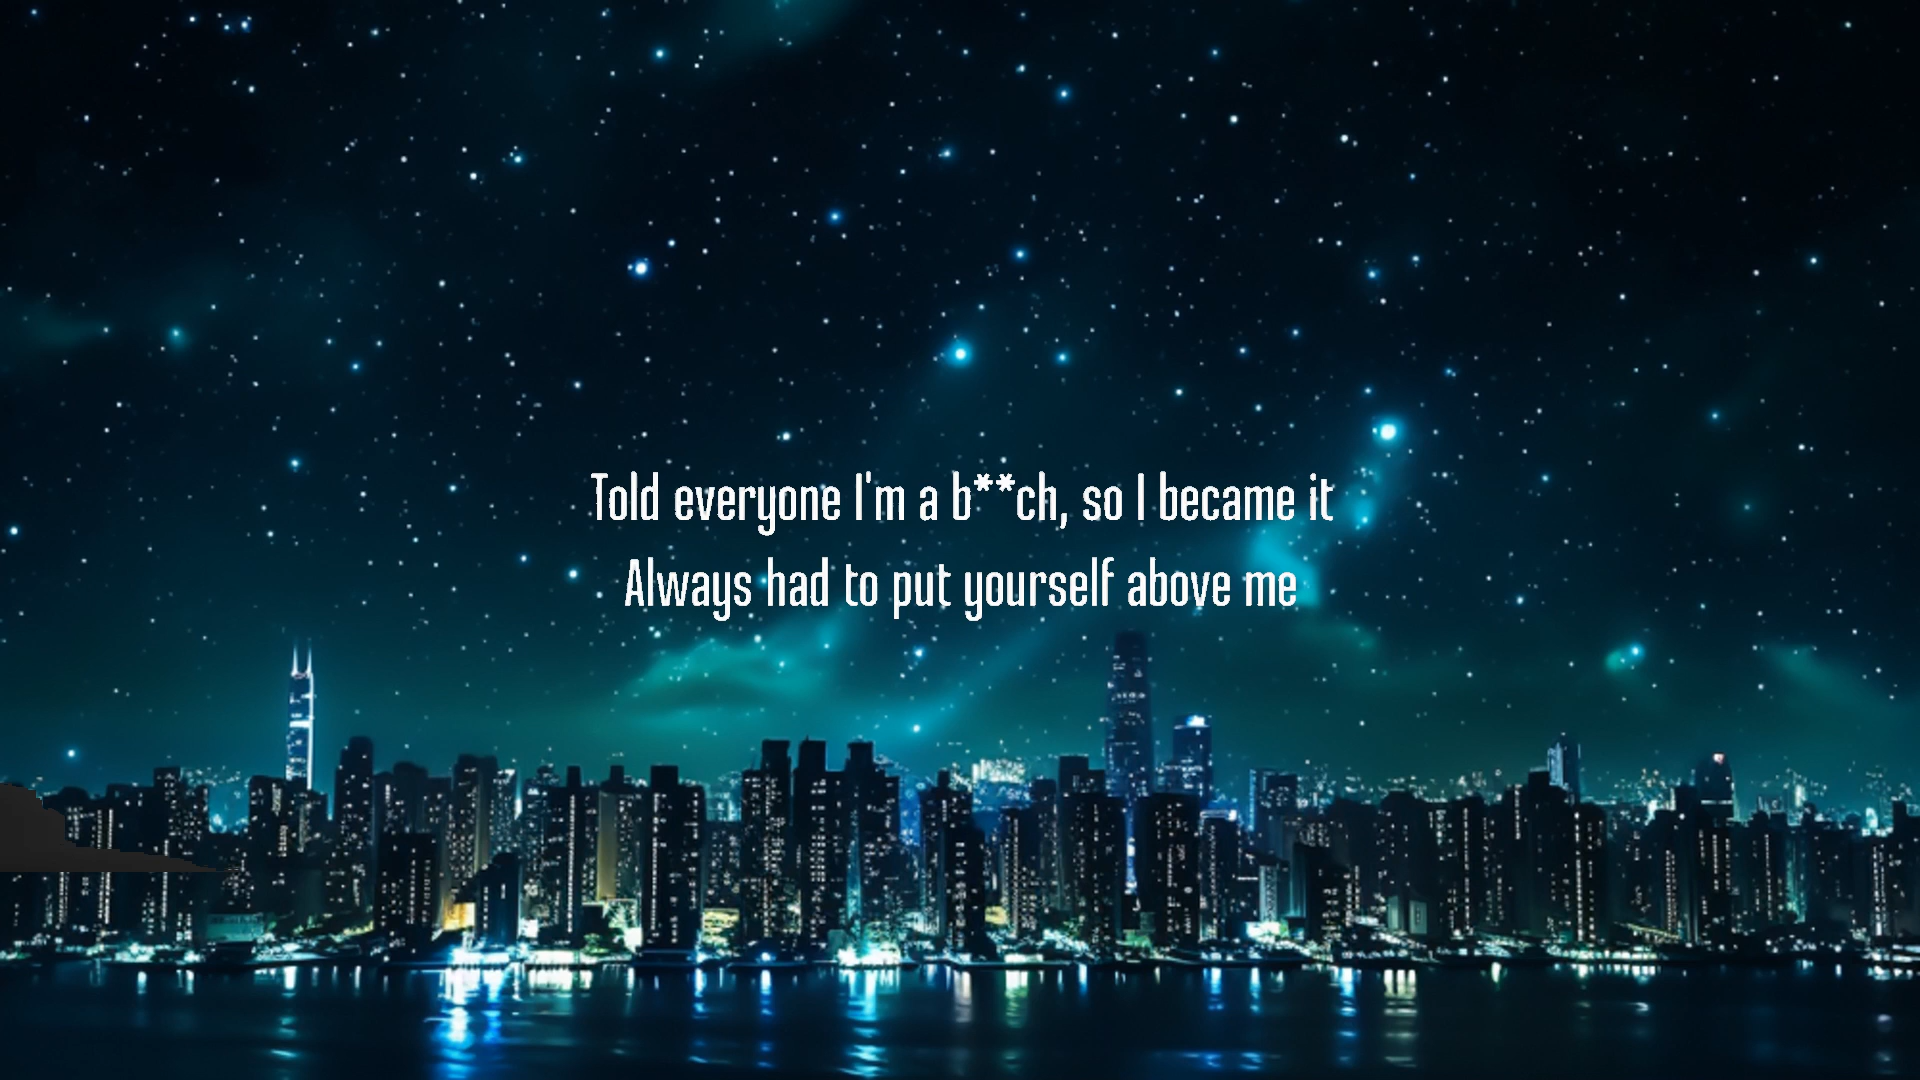 Told everyone I'm a b**ch, so I became it
Always had to put yourself above me